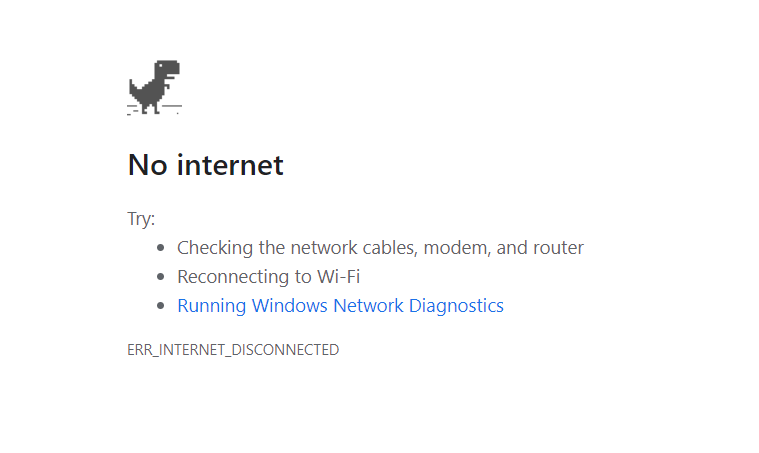 No internet
Try:
• Checking the network cables, modem, and router
• Reconnecting to Wi-Fi
• Running Windows Network Diagnostics
ERR_INTERNET_DISCONNECTED